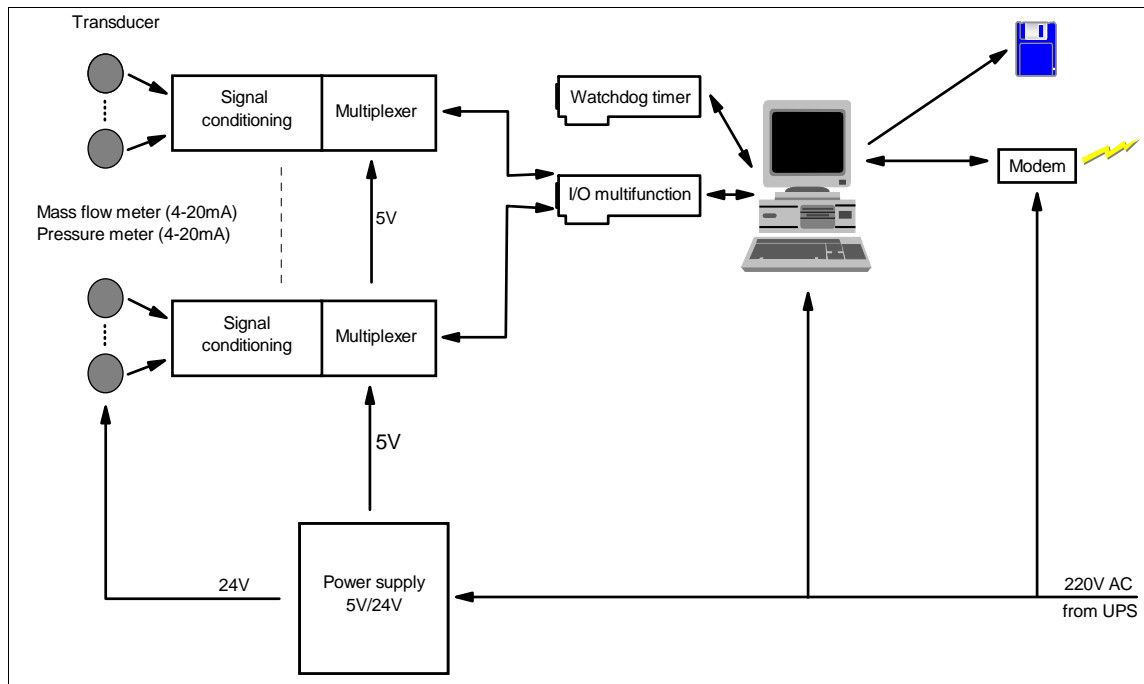 Transducer
Signal
conditioning
Multiplexer
Watchdog timer
Modem
I/O multifunction
Mass flow meter (4-20mA)
Pressure meter (4-20mA)
5V
Signal
conditioning
Multiplexer
5V
24V
Power supply
5V/24V
220V AC
from UPS